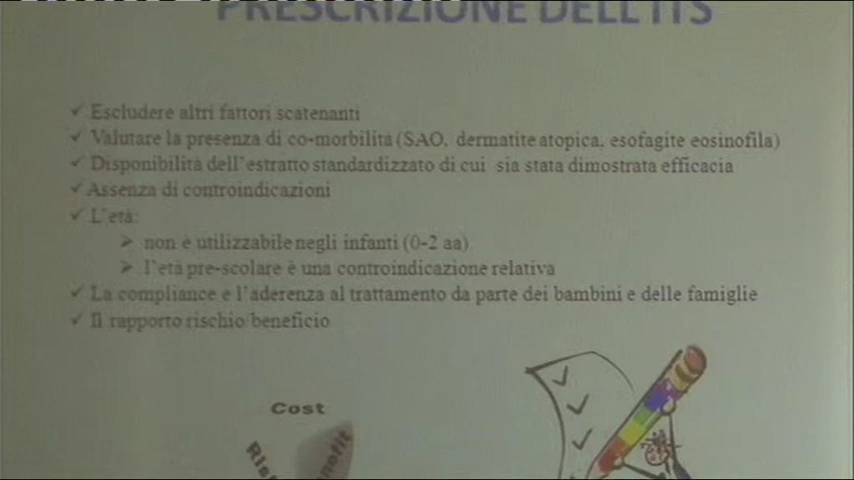 PRESCRIZIONE DELL'ITS
✓ Escludere altri fattori scatenanti
✓ Valutare la presenza di co-morbilità (SAO, dermatite atopica, esofagite eosinofila)
✓ Disponibilità dell'estratto standardizzato di cui sia stata dimostrata efficacia
✓ Assenza di controindicazioni
✓ L'età:
➤ non è utilizzabile negli infanti (0-2 aa)
➤ l'età pre-scolare è una controindicazione relativa
✓ La compliance e l'aderenza al trattamento da parte dei bambini e delle famiglie
✓ Il rapporto rischio/beneficio
Cost